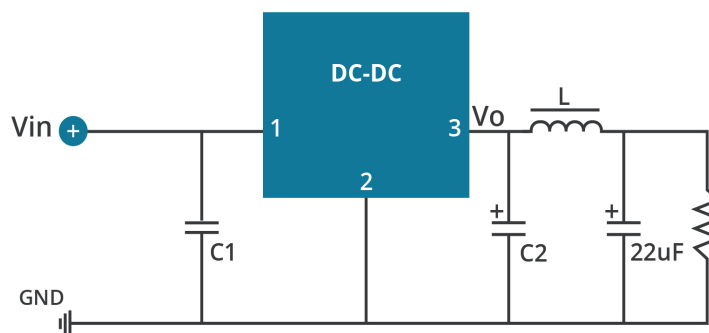 DC-DC
L
Vin
+
1
3
Vo
2
+
+
C1
C2
22uF
GND